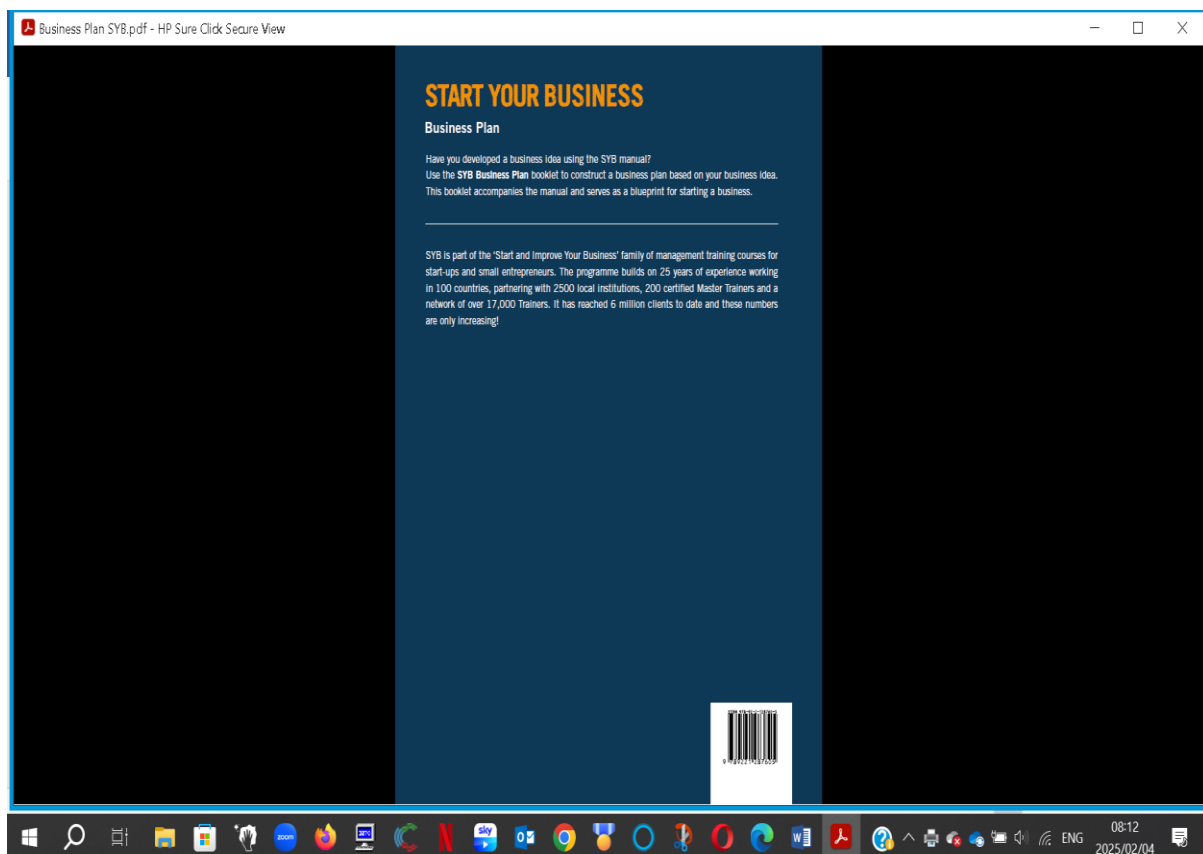 Business Plan SYB.pdf - HP Sure Click Secure View
START YOUR BUSINESS
Business Plan
Have you developed a business idea using the SYB manual?
Use the SYB Business Plan booklet to construct a business plan based on your business idea.
This booklet accompanies the manual and serves as a blueprint for starting a business.
SYB is part of the 'Start and Improve Your Business' family of management training courses for
start-ups and small entrepreneurs. The programme builds on 25 years of experience working
in 100 countries, partnering with 2500 local institutions, 200 certified Master Trainers and a
network of over 17,000 Trainers. It has reached 6 million clients to date and these numbers
are only increasing!
zoom
sky
ENG
08:12
2025/02/04